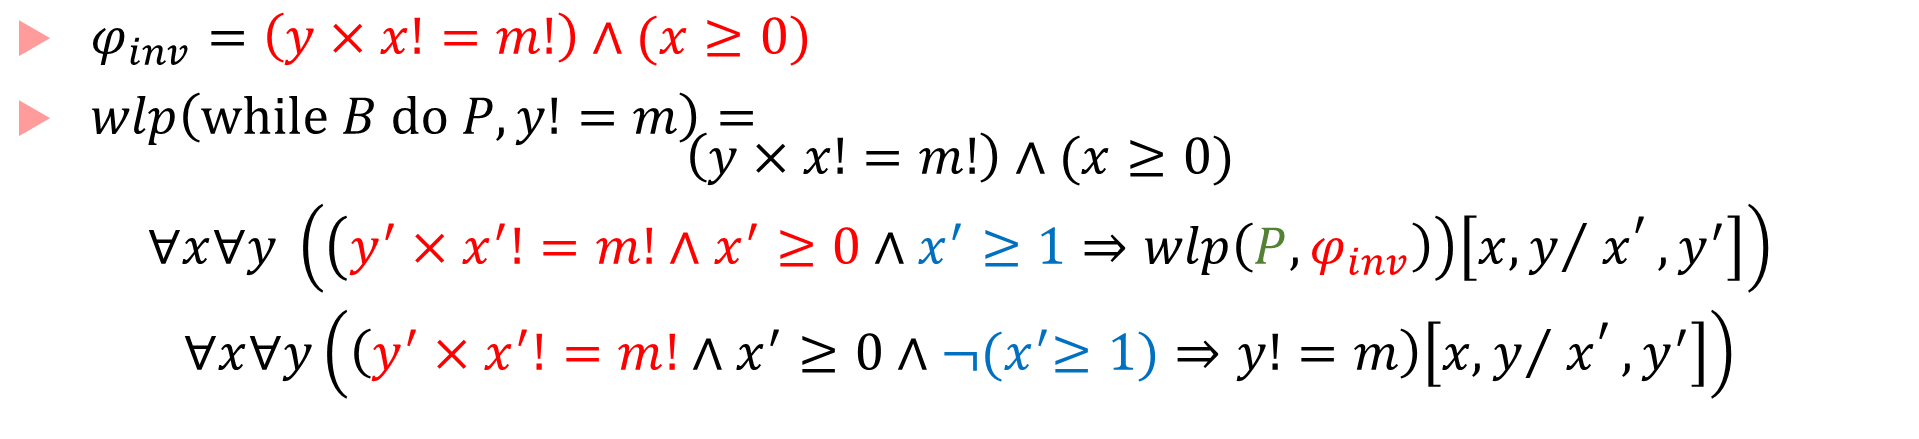 ▶ φ_inv = (y × x! = m!) ∧ (x ≥ 0)
▶ wlp(while B do P, y! = m) =
(y × x! = m!) ∧ (x ≥ 0)
∀x∀y ((y′ × x′! = m! ∧ x′ ≥ 0 ∧ x′ ≥ 1 ⇒ wlp(P, φ_inv))[x, y/ x′, y′])
∀x∀y((y′ × x′! = m! ∧ x′ ≥ 0 ∧ ¬(x′≥ 1) ⇒ y! = m)[x, y/ x′, y′])